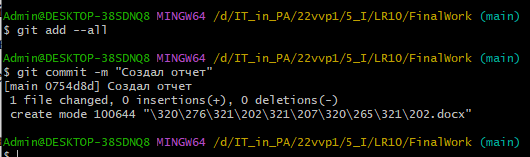 Admin@DESKTOP-38SDNQ8 MINGW64 /d/IT_in_PA/22vvp1/5_I/LR10/FinalWork (main)
$ git add --all
Admin@DESKTOP-38SDNQ8 MINGW64 /d/IT_in_PA/22vvp1/5_I/LR10/FinalWork (main)
$ git commit -m "Создал отчет"
[main 0754d8d] Создал отчет
1 file changed, 0 insertions(+), 0 deletions(-)
create mode 100644 "\320\276\321\202\321\207\320\265\321\202.docx"
Admin@DESKTOP-38SDNQ8 MINGW64 /d/IT_in_PA/22vvp1/5_I/LR10/FinalWork (main)
$